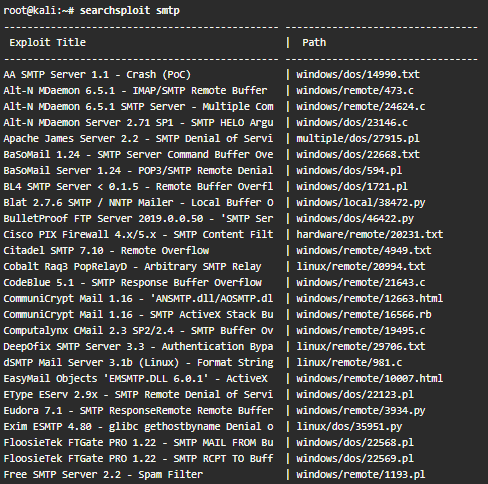 root@kali:~# searchsploit smtp
---------------------------------------- ---------------------------
Exploit Title | Path
---------------------------------------- ---------------------------
AA SMTP Server 1.1 - Crash (PoC) | windows/dos/14990.txt
Alt-N MDaemon 6.5.1 - IMAP/SMTP Remote Buffer | windows/remote/473.c
Alt-N MDaemon 6.5.1 SMTP Server - Multiple Com | windows/remote/24624.c
Alt-N MDaemon Server 2.71 SP1 - SMTP HELO Argu | windows/dos/23146.c
Apache James Server 2.2 - SMTP Denial of Servi | multiple/dos/27915.pl
BaSoMail 1.24 - SMTP Server Command Buffer Ove | windows/dos/22668.txt
BaSoMail Server 1.24 - POP3/SMTP Remote Denial | windows/dos/594.pl
BL4 SMTP Server < 0.1.5 - Remote Buffer Overfl | windows/dos/1721.pl
Blat 2.7.6 SMTP / NNTP Mailer - Local Buffer O | windows/local/38472.py
BulletProof FTP Server 2019.0.0.50 - 'SMTP Ser | windows/dos/46422.py
Cisco PIX Firewall 4.x/5.x - SMTP Content Filt | hardware/remote/20231.txt
Citadel SMTP 7.10 - Remote Overflow | windows/remote/4949.txt
Cobalt Raq3 PopRelayD - Arbitrary SMTP Relay | linux/remote/20994.txt
CodeBlue 5.1 - SMTP Response Buffer Overflow | windows/remote/21643.c
CommuniCrypt Mail 1.16 - 'ANSMTP.dll/AOSMTP.dl | windows/remote/12663.html
CommuniCrypt Mail 1.16 - SMTP ActiveX Stack Bu | windows/remote/16566.rb
Computalynx CMail 2.3 SP2/2.4 - SMTP Buffer Ov | windows/remote/19495.c
DeepOfix SMTP Server 3.3 - Authentication Bypa | linux/remote/29706.txt
dSMTP Mail Server 3.1b (Linux) - Format String | linux/remote/981.c
EasyMail Objects 'EMSMTP.DLL 6.0.1' - ActiveX | windows/remote/10007.html
EType EServ 2.9x - SMTP Remote Denial of Servi | windows/dos/22123.pl
Eudora 7.1 - SMTP ResponseRemote Remote Buffer | windows/remote/3934.py
Exim ESMTP 4.80 - glibc gethostbyname Denial o | linux/dos/35951.py
FloosieTek FTGate PRO 1.22 - SMTP MAIL FROM Bu | windows/dos/22568.pl
FloosieTek FTGate PRO 1.22 - SMTP RCPT TO Buff | windows/dos/22569.pl
Free SMTP Server 2.2 - Spam Filter | windows/remote/1193.pl